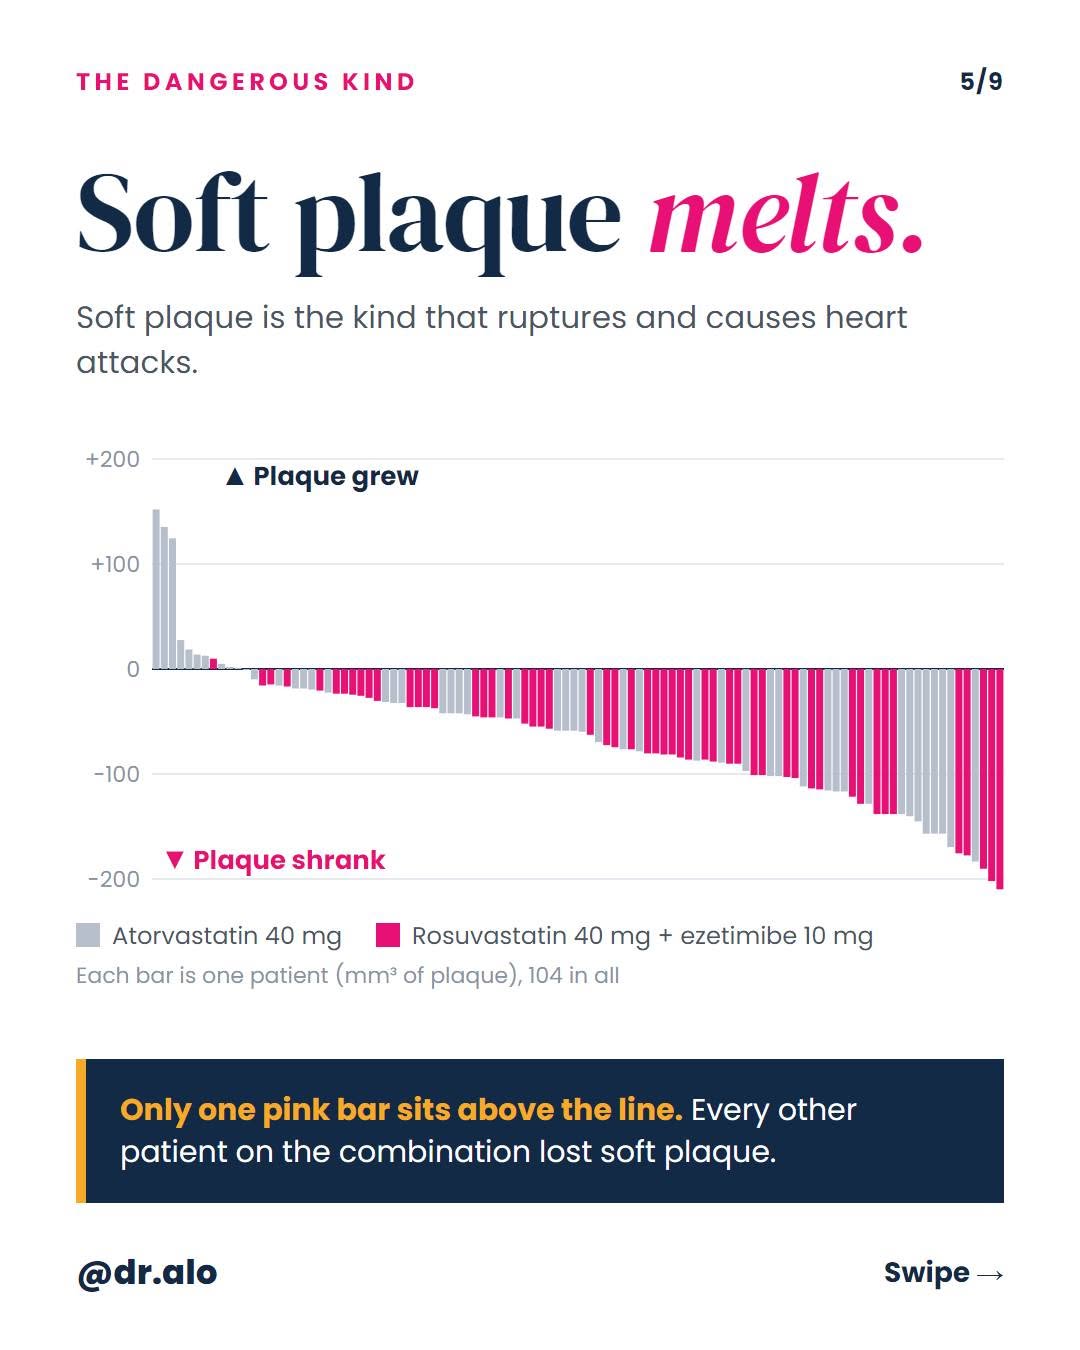 THE DANGEROUS KIND
5/9
Soft plaque melts.
Soft plaque is the kind that ruptures and causes heart
attacks.
+200
▲ Plaque grew
+100
0
-100
▼ Plaque shrank
-200
Atorvastatin 40 mg
Rosuvastatin 40 mg + ezetimibe 10 mg
Each bar is one patient (mm³ of plaque), 104 in all
Only one pink bar sits above the line. Every other
patient on the combination lost soft plaque.
@dr.alo
Swipe →